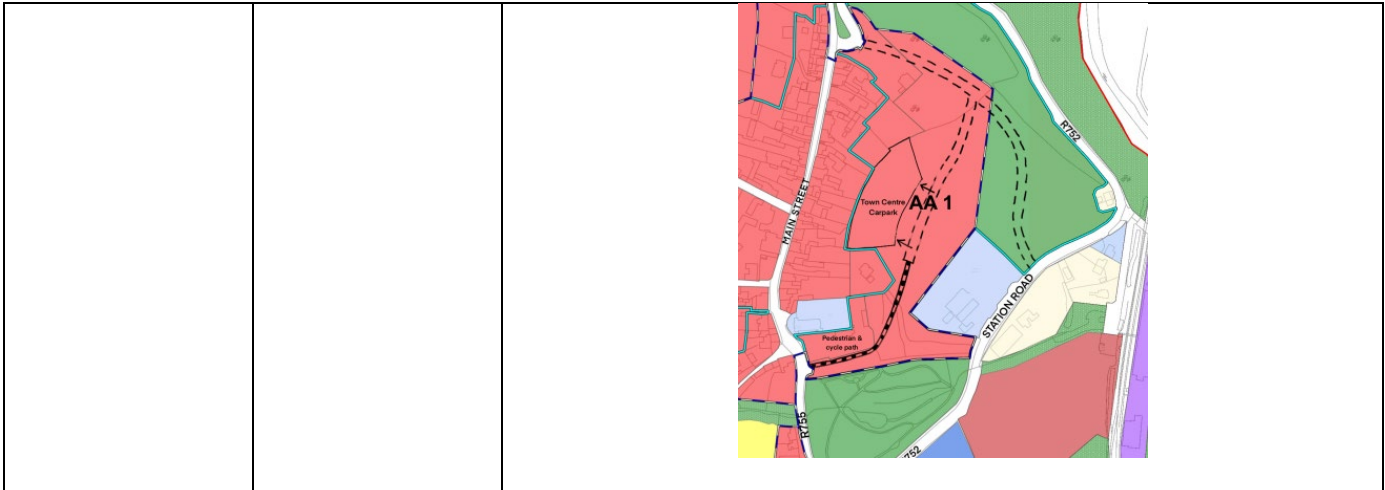 R752
MAIN STREET
Town Centre
Carpark
AA 1
STATION ROAD
Pedestrian &
cycle path
R755
R752